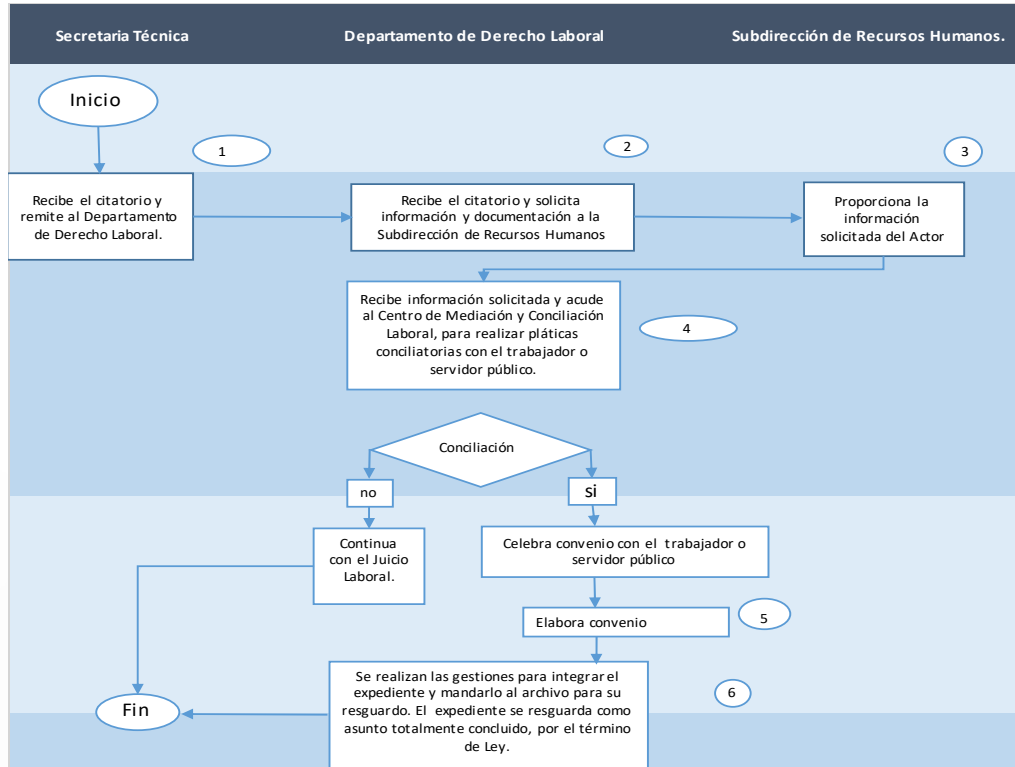 Secretaria Técnica
Departamento de Derecho Laboral
Subdirección de Recursos Humanos.
Inicio
1
2
3
Recibe el citatorio y
remite al Departamento
de Derecho Laboral.
Recibe el citatorio y solicita
información y documentación a la
Subdirección de Recursos Humanos
Proporciona la
información
solicitada del Actor
Recibe información solicitada y acude
al Centro de Mediación y Conciliación
Laboral, para realizar pláticas
conciliatorias con el trabajador o
servidor público.
4
Conciliación
no
si
Continua
con el Juicio
Laboral.
Celebra convenio con el trabajador o
servidor público
Elabora convenio
5
Se realizan las gestiones para integrar el
expediente y mandarlo al archivo para su
resguardo. El expediente se resguarda como
asunto totalmente concluido, por el término
de Ley.
6
Fin